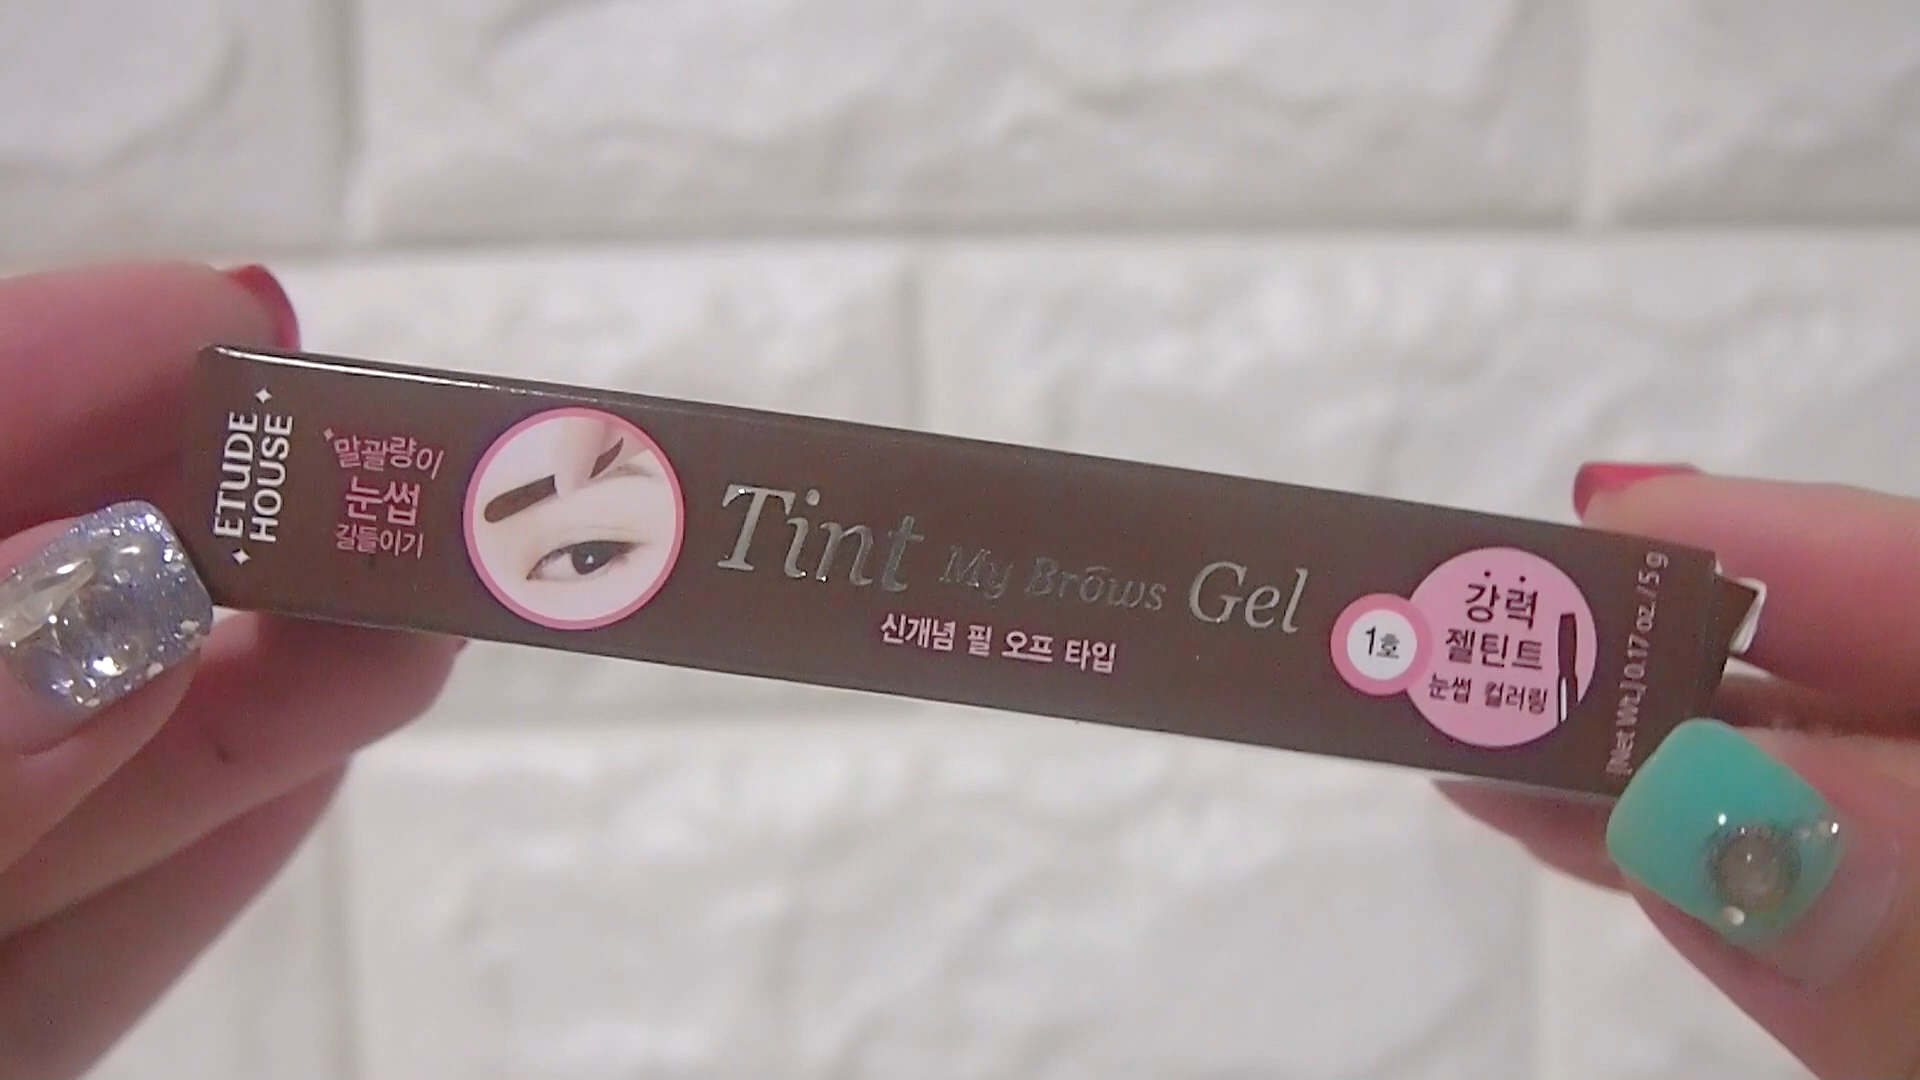 ETUDE
HOUSE
말괄량이
눈썹
길들이기
Tint My Brows Gel
신개념 필 오프 타입
1호
강력
젤틴트
눈썹 컬러링
[Net Wt.] 0.17 oz. / 5 g